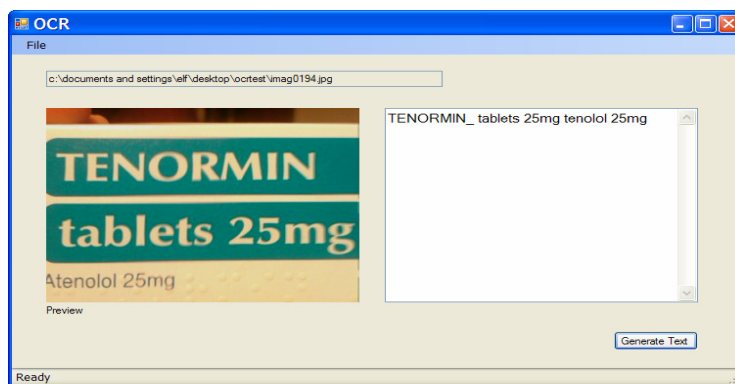 OCR
File
c:\documents and settings\elf\desktop\ocrtest\imag0194.jpg
TENORMIN
tablets 25mg
Atenolol 25mg
TENORMIN_ tablets 25mg tenolol 25mg
Preview
Generate Text
Ready